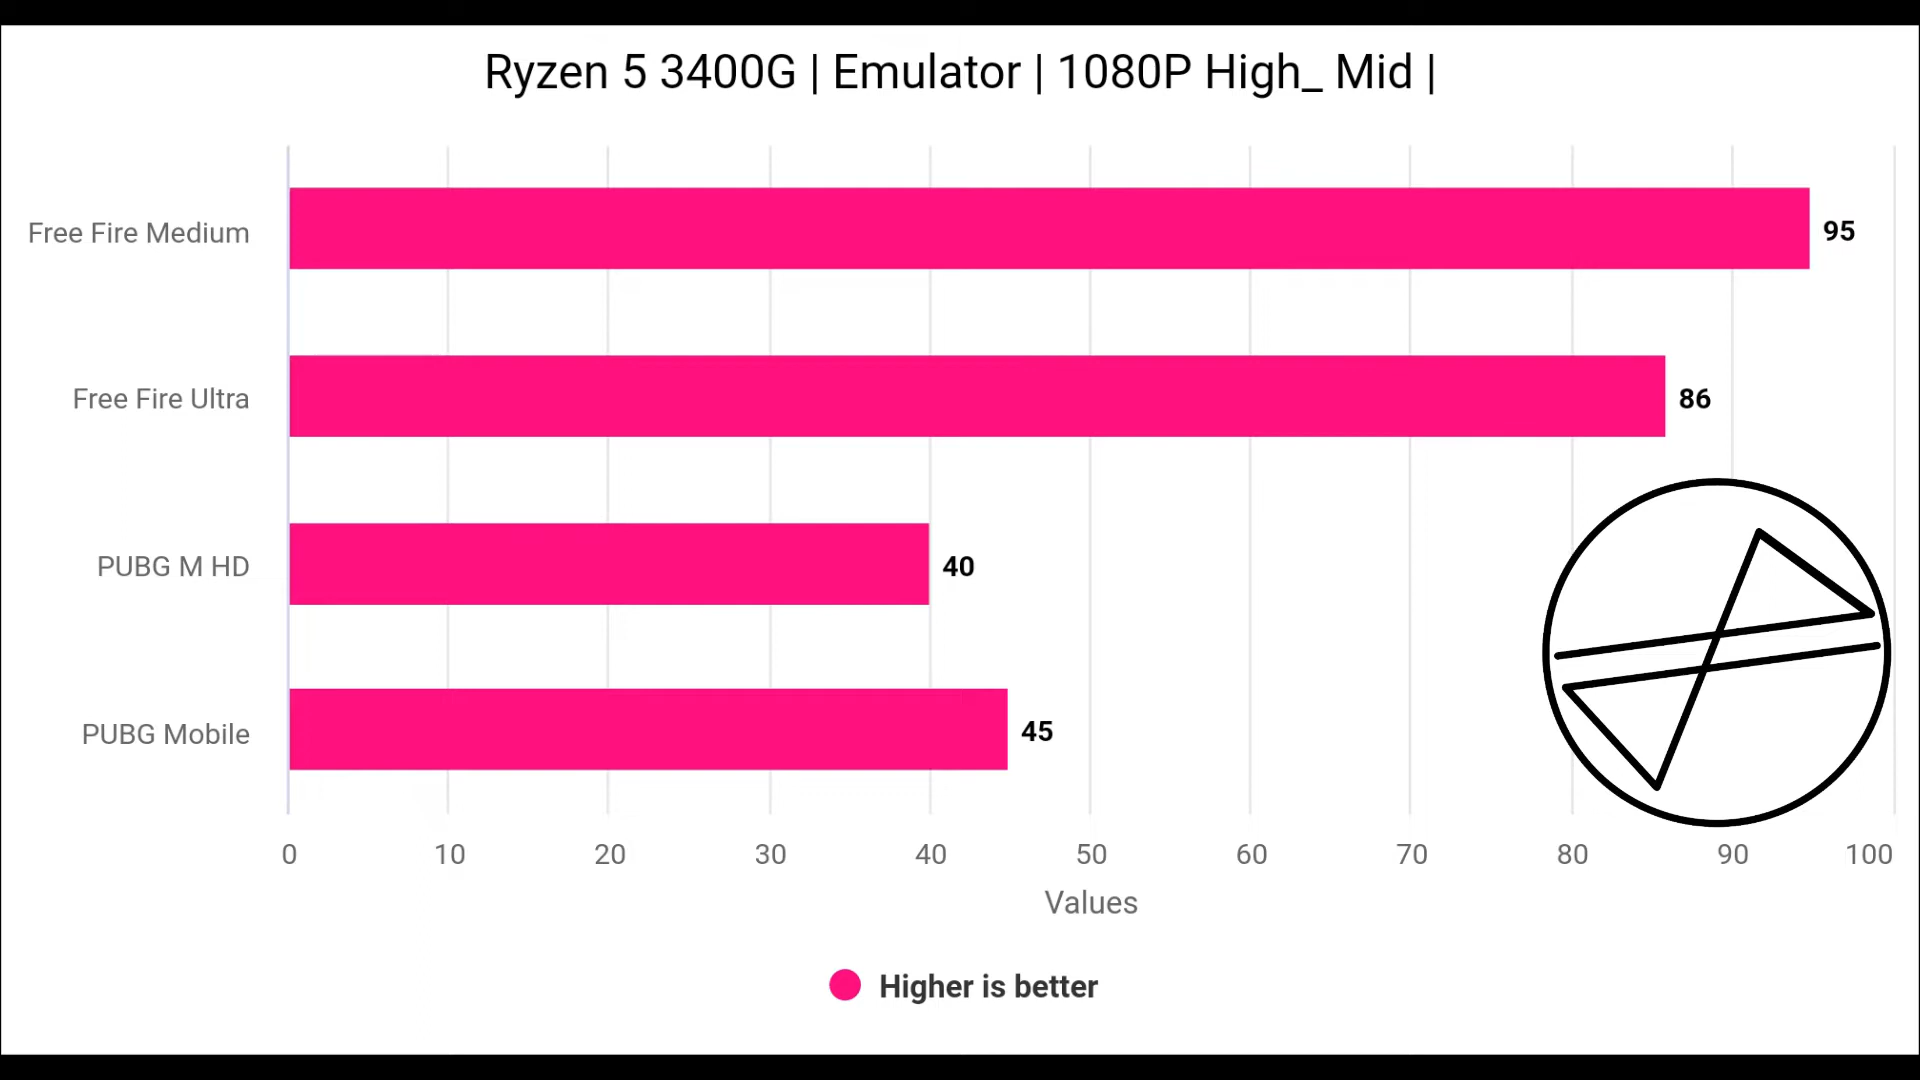 Ryzen 5 3400G | Emulator | 1080P High_ Mid |
Free Fire Medium
95
Free Fire Ultra
86
PUBG M HD
40
PUBG Mobile
45
0 10 20 30 40 50 60 70 80 90 100
Values
Higher is better